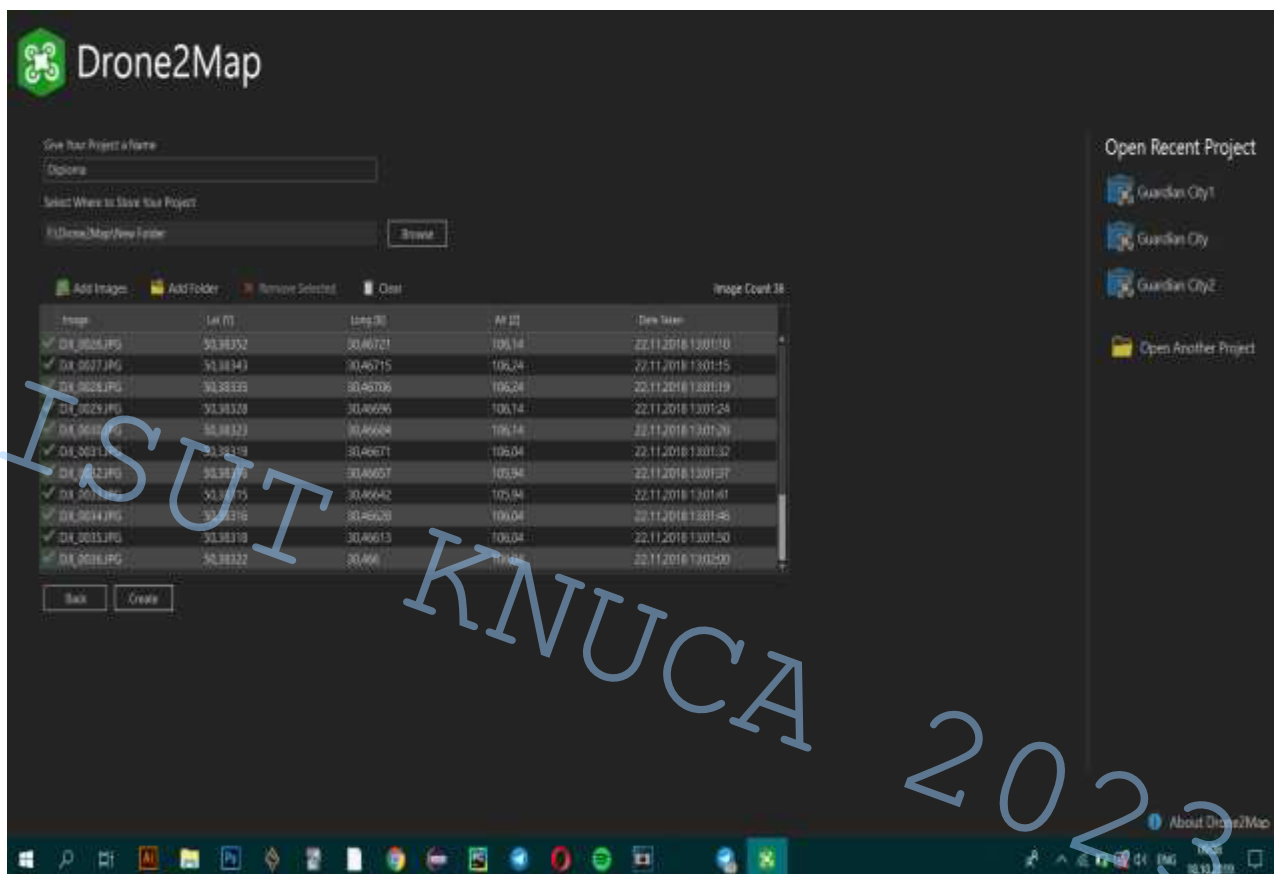 Drone2Map
Give Your Project a Name
Diploma
Select Where to Store Your Project
F:\Drone2Map\New Folder
Browse
Add Images Add Folder Remove Selected Clear Image Count 38
Image Lat [Y] Long [X] Alt [Z] Date Taken
DJI_0026.JPG 50,38352 30,46721 106,14 22.11.2018 13:01:10
DJI_0027.JPG 50,38343 30,46715 106,24 22.11.2018 13:01:15
DJI_0028.JPG 50,38335 30,46706 106,24 22.11.2018 13:01:19
DJI_0029.JPG 50,38328 30,46696 106,14 22.11.2018 13:01:24
50,38323 30,46684 106,14 22.11.2018 13:01:28
DJI_0031.JPG 50,38319 30,46671 106,04 22.11.2018 13:01:32
30,46657 105,94 22.11.2018 13:01:37
30,46642 105,94 22.11.2018 13:01:41
DJI_0034.JPG 30,46628 106,04 22.11.2018 13:01:46
DJI_0035.JPG 50,38318 30,46613 106,04 22.11.2018 13:01:50
DJI_0036.JPG 50,38322 30,466 22.11.2018 13:02:00
Back Create
Open Recent Project
Guardian City1
Guardian City
Guardian City2
Open Another Project
About Drone2Map
ENG
ISUT KNUCA 2023